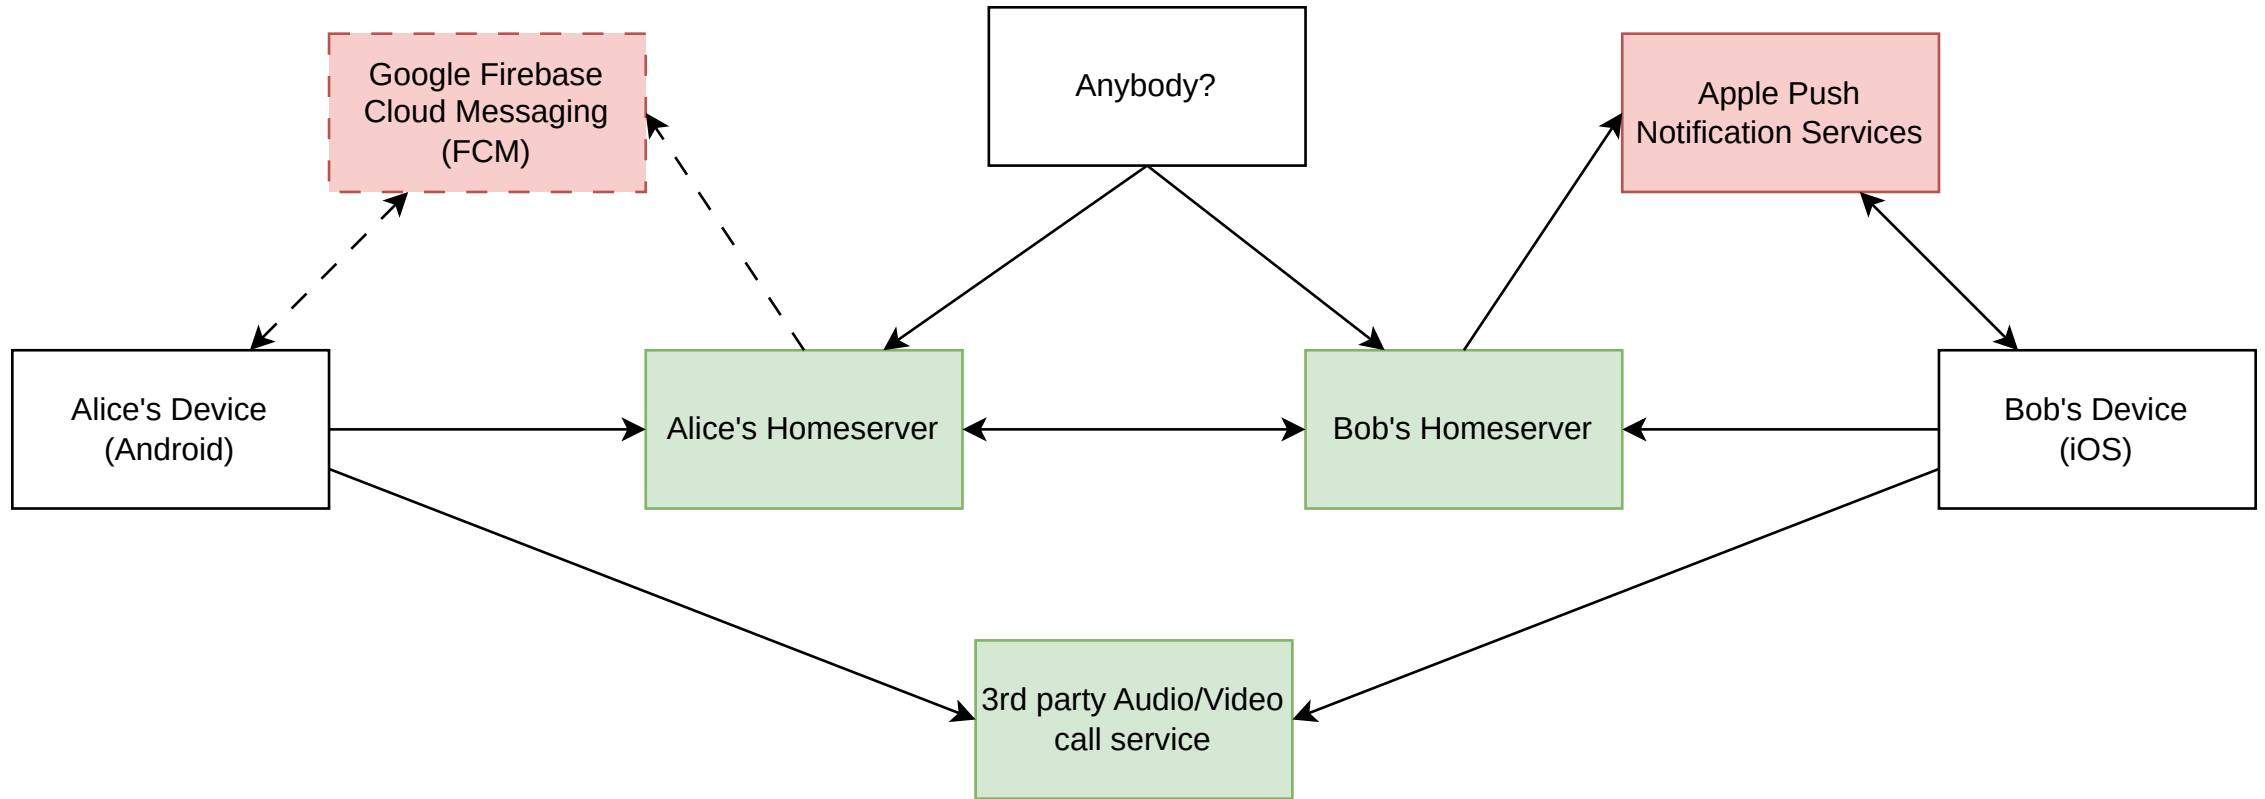 Google Firebase
Cloud Messaging
(FCM)
Anybody?
Apple Push
Notification Services
Alice's Device
(Android)
Alice's Homeserver
Bob's Homeserver
Bob's Device
(iOS)
3rd party Audio/Video
call service